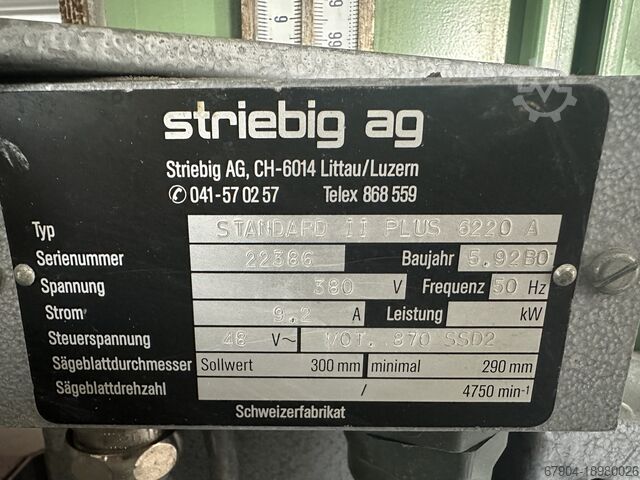 striebig ag
Striebig AG, CH-6014 Littau/Luzern
✆ 041-57 02 57 Telex 868 559
Typ STANDARD II PLUS 6220 A
Serienummer 22386 Baujahr 5.92BO
Spannung 380 V Frequenz 50 Hz
Strom 9.2 A Leistung kW
Steuerspannung 48 V~ MOT. 870 SSD2
Sägeblattdurchmesser Sollwert 300 mm minimal 290 mm
Sägeblattdrehzahl / 4750 min-1
Schweizerfabrikat
67904-18980026